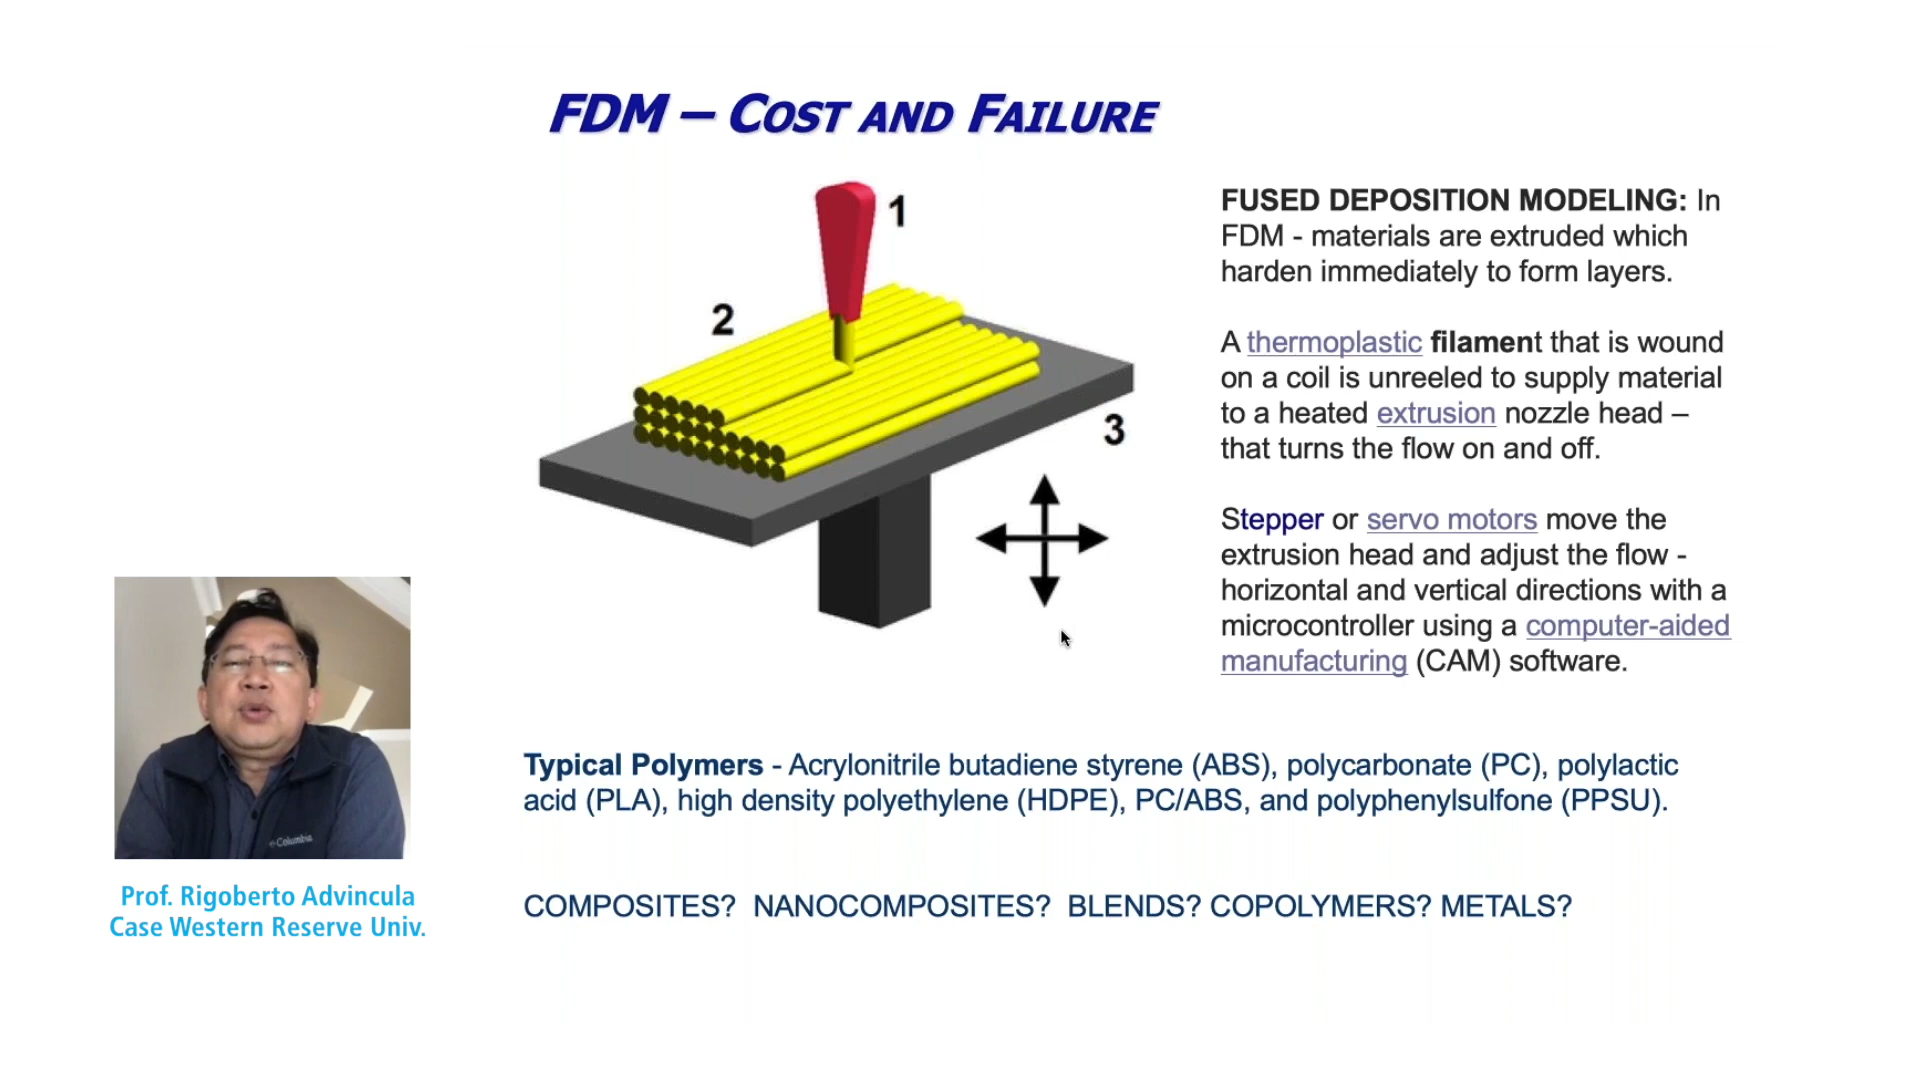 FDM – COST AND FAILURE
1
2
3
FUSED DEPOSITION MODELING: In
FDM - materials are extruded which
harden immediately to form layers.
A thermoplastic filament that is wound
on a coil is unreeled to supply material
to a heated extrusion nozzle head –
that turns the flow on and off.
Stepper or servo motors move the
extrusion head and adjust the flow -
horizontal and vertical directions with a
microcontroller using a computer-aided
manufacturing (CAM) software.
Columbia
Prof. Rigoberto Advincula
Case Western Reserve Univ.
Typical Polymers - Acrylonitrile butadiene styrene (ABS), polycarbonate (PC), polylactic
acid (PLA), high density polyethylene (HDPE), PC/ABS, and polyphenylsulfone (PPSU).
COMPOSITES? NANOCOMPOSITES? BLENDS? COPOLYMERS? METALS?